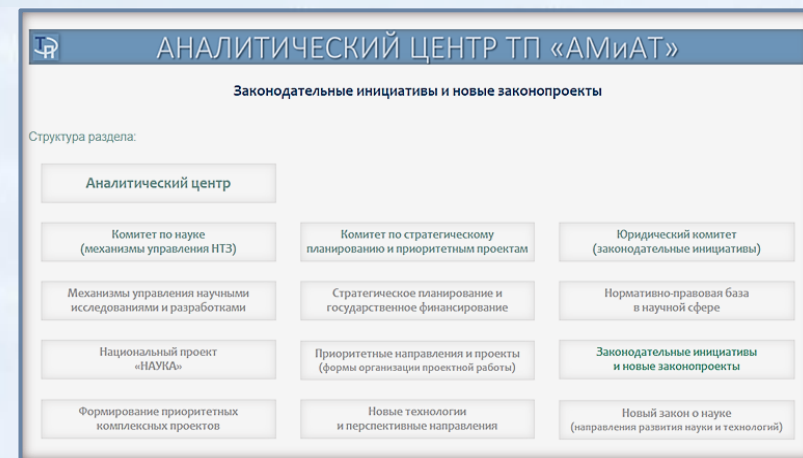 ТП
АНАЛИТИЧЕСКИЙ ЦЕНТР ТП «АМиАТ»
Законодательные инициативы и новые законопроекты
Структура раздела:
Аналитический центр
Комитет по науке
(механизмы управления НТЗ)
Комитет по стратегическому
планированию и приоритетным проектам
Юридический комитет
(законодательные инициативы)
Механизмы управления научными
исследованиями и разработками
Стратегическое планирование и
государственное финансирование
Нормативно-правовая база
в научной сфере
Национальный проект
«НАУКА»
Приоритетные направления и проекты
(формы организации проектной работы)
Законодательные инициативы
и новые законопроекты
Формирование приоритетных
комплексных проектов
Новые технологии
и перспективные направления
Новый закон о науке
(направления развития науки и технологий)